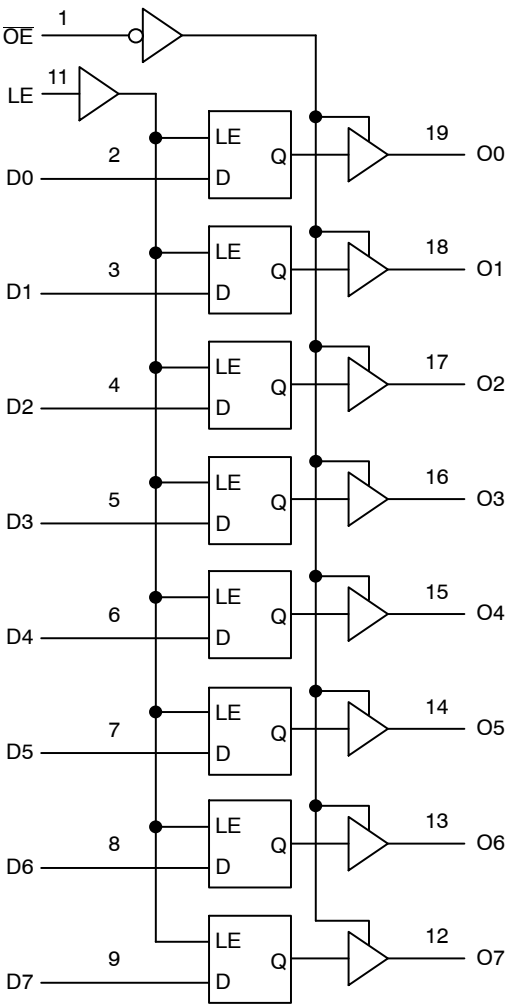 O̅E̅ 1
LE 11
2 LE Q 19 O0
D0 D
3 LE Q 18 O1
D1 D
4 LE Q 17 O2
D2 D
5 LE Q 16 O3
D3 D
6 LE Q 15 O4
D4 D
7 LE Q 14 O5
D5 D
8 LE Q 13 O6
D6 D
9 LE Q 12 O7
D7 D